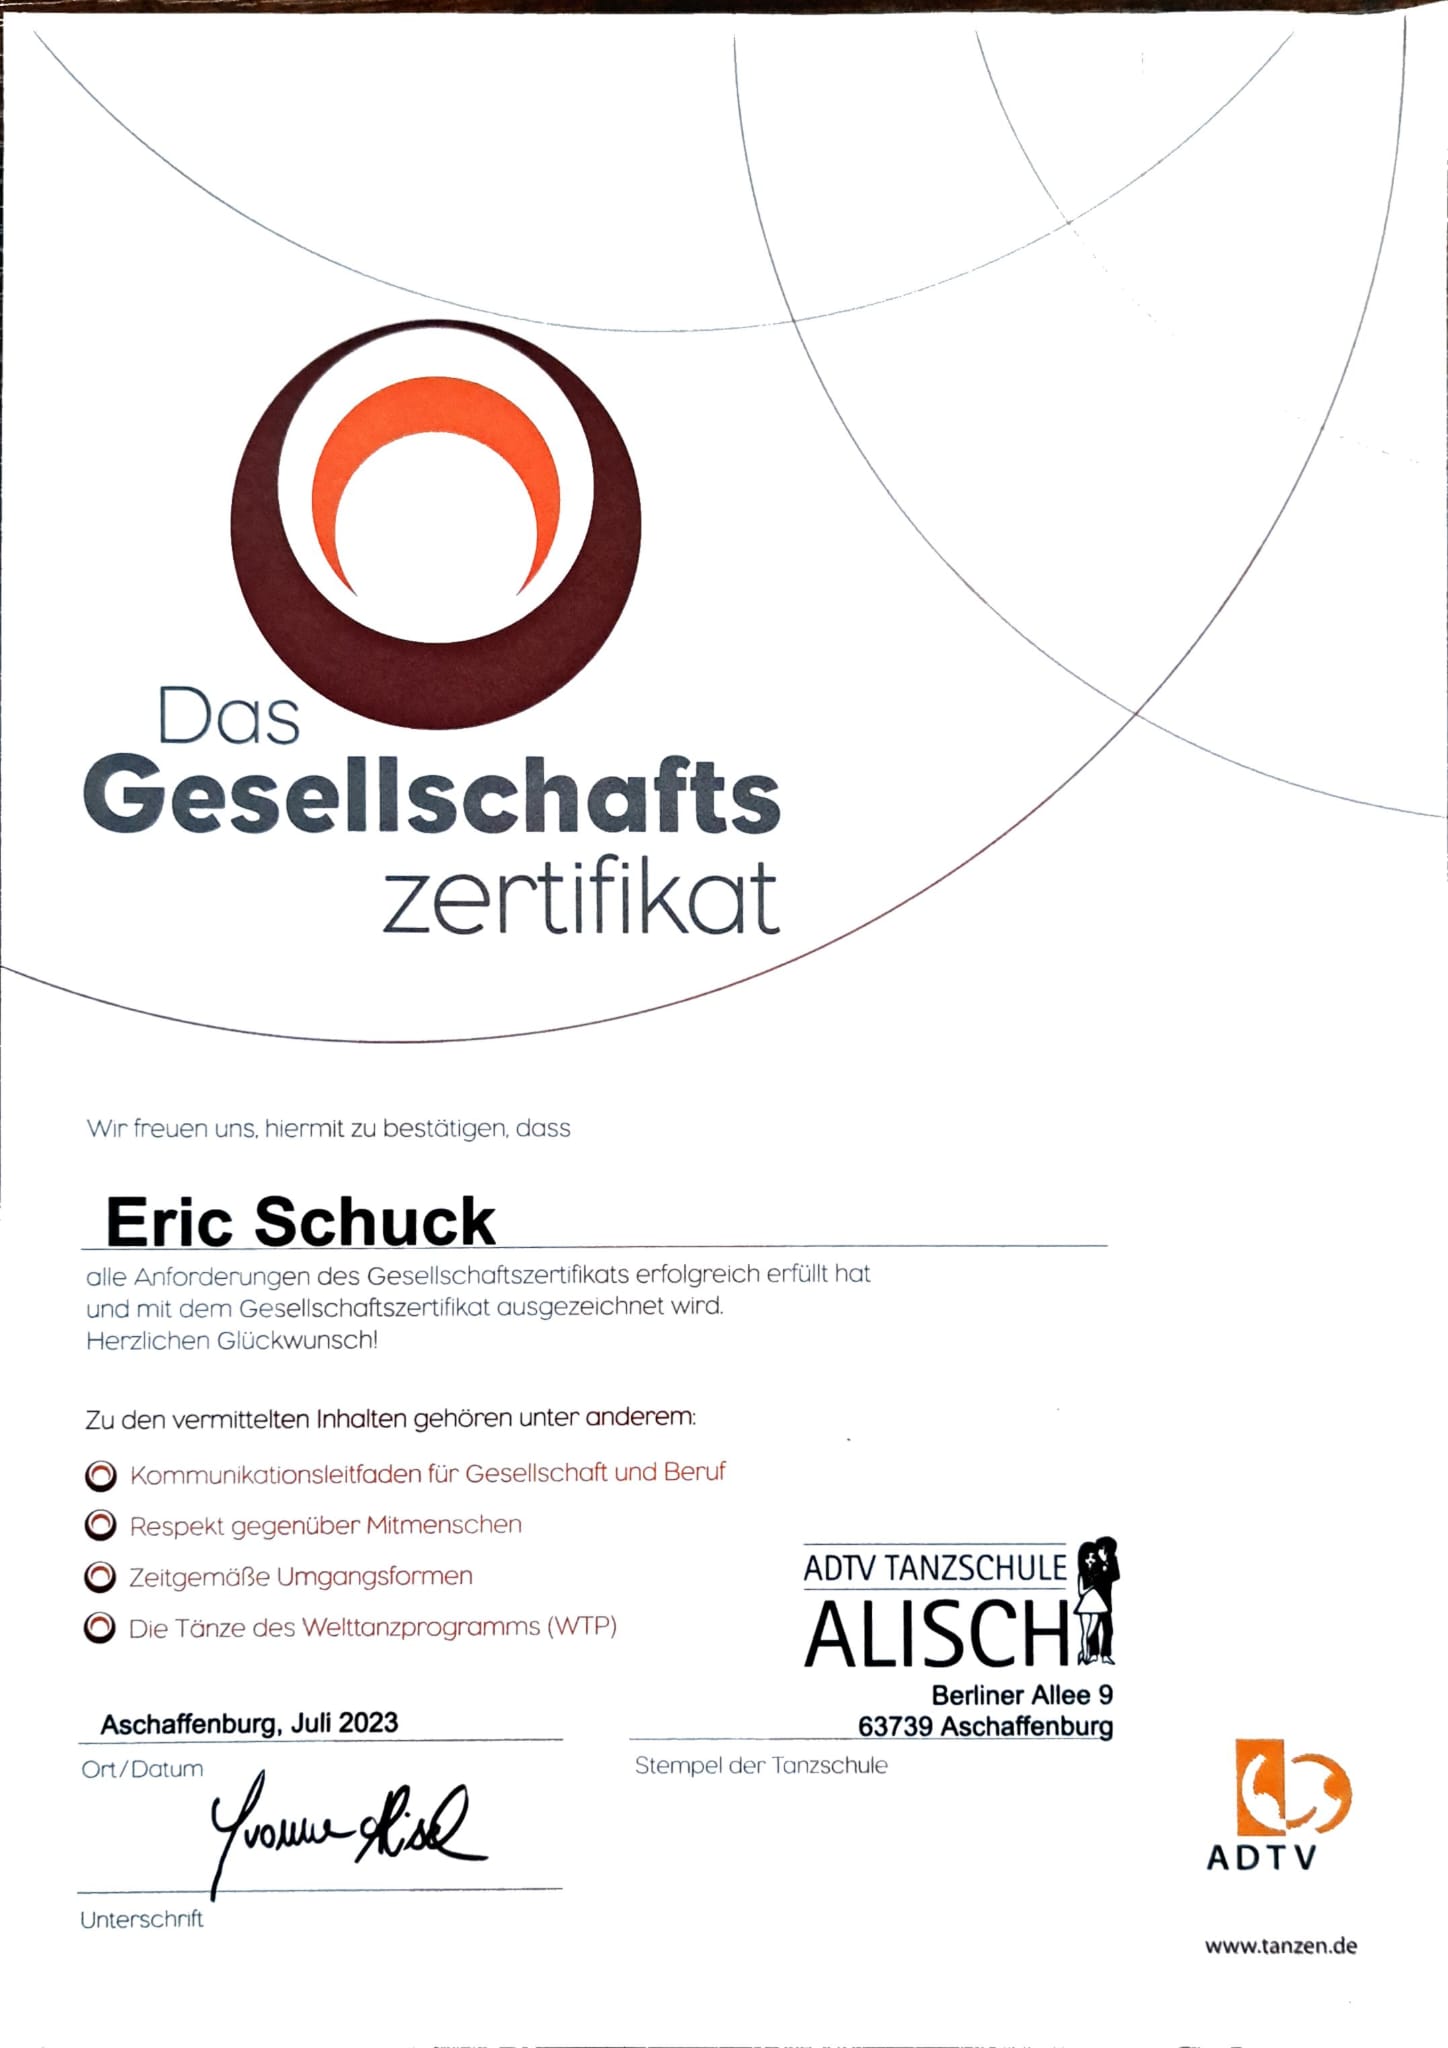 Das
Gesellschafts
zertifikat
Wir freuen uns, hiermit zu bestätigen, dass
Eric Schuck
alle Anforderungen des Gesellschaftszertifikats erfolgreich erfüllt hat
und mit dem Gesellschaftszertifikat ausgezeichnet wird.
Herzlichen Glückwunsch!
Zu den vermittelten Inhalten gehören unter anderem:
Kommunikationsleitfaden für Gesellschaft und Beruf
Respekt gegenüber Mitmenschen
Zeitgemäße Umgangsformen
Die Tänze des Welttanzprogramms (WTP)
ADTV TANZSCHULE
ALISCH
Berliner Allee 9
63739 Aschaffenburg
Aschaffenburg, Juli 2023
Ort/Datum
Stempel der Tanzschule
Yvonne Alisch
Unterschrift
ADTV
www.tanzen.de